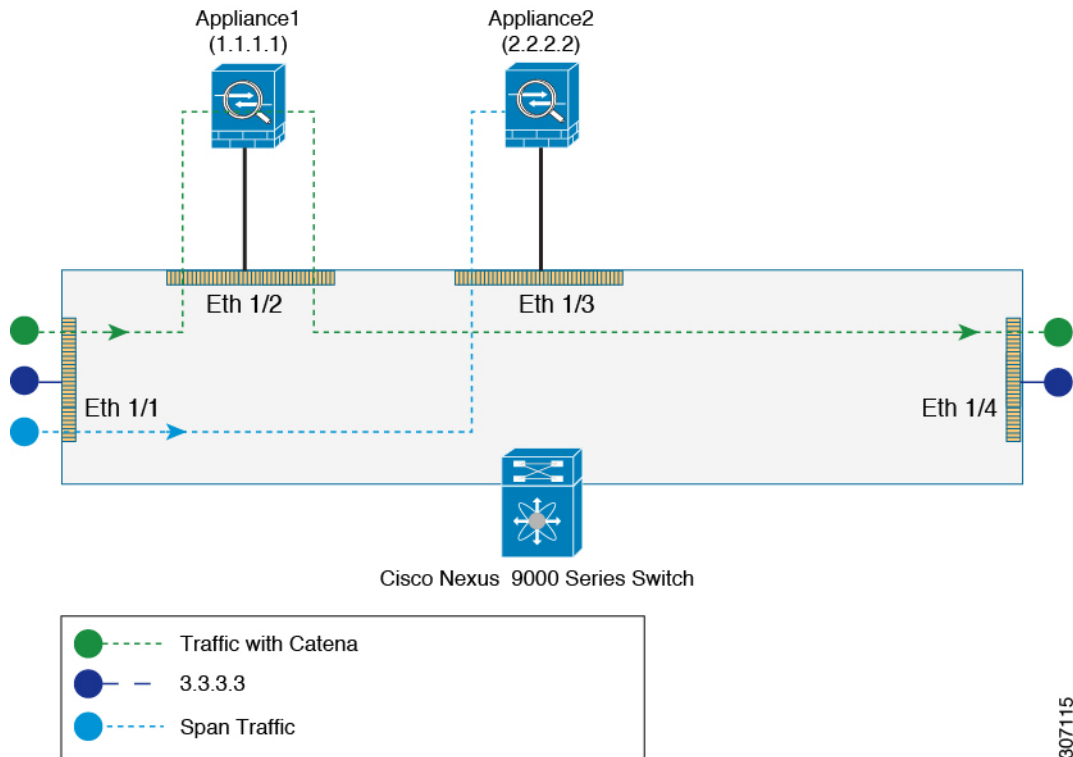 Appliance1
(1.1.1.1)
Appliance2
(2.2.2.2)
Eth 1/2
Eth 1/3
Eth 1/1
Eth 1/4
Cisco Nexus 9000 Series Switch
Traffic with Catena
3.3.3.3
Span Traffic
307115